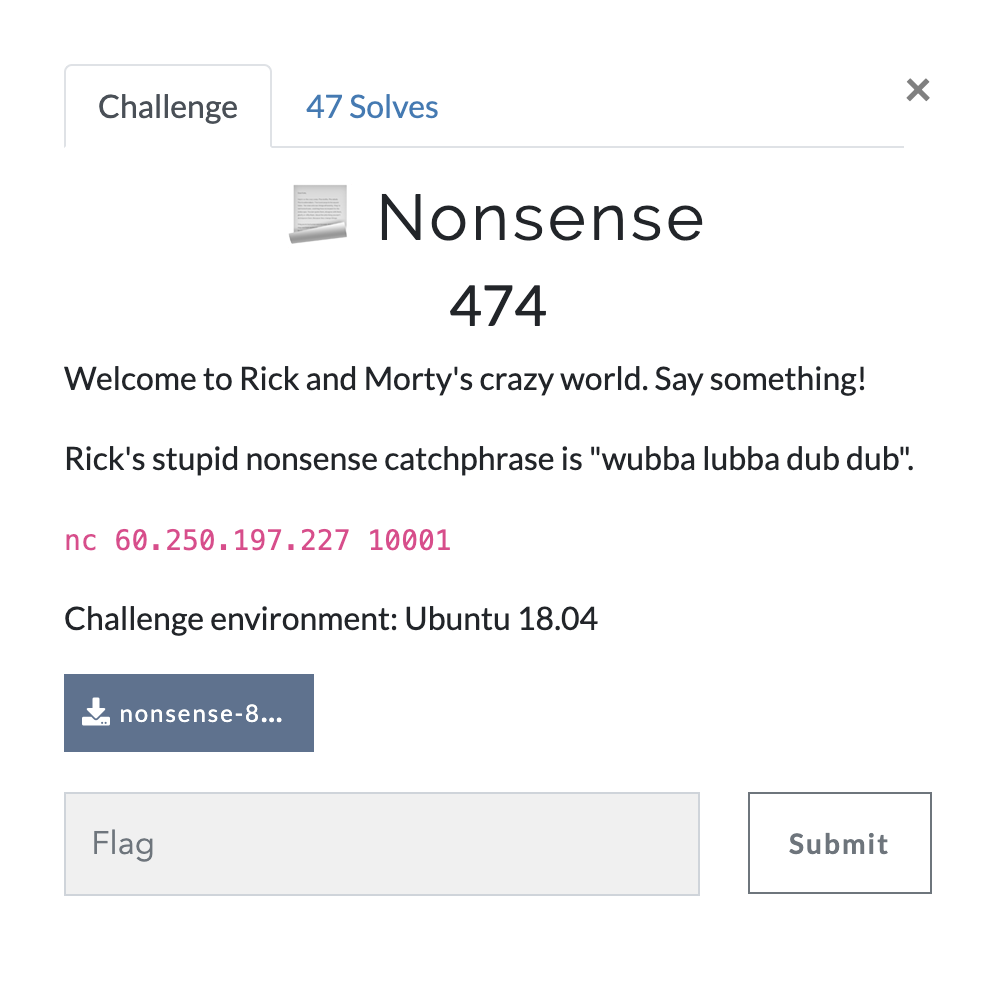 Challenge
47 Solves
×
Nonsense
474
Welcome to Rick and Morty's crazy world. Say something!
Rick's stupid nonsense catchphrase is "wubba lubba dub dub".
nc 60.250.197.227 10001
Challenge environment: Ubuntu 18.04
nonsense-8...
Flag
Submit